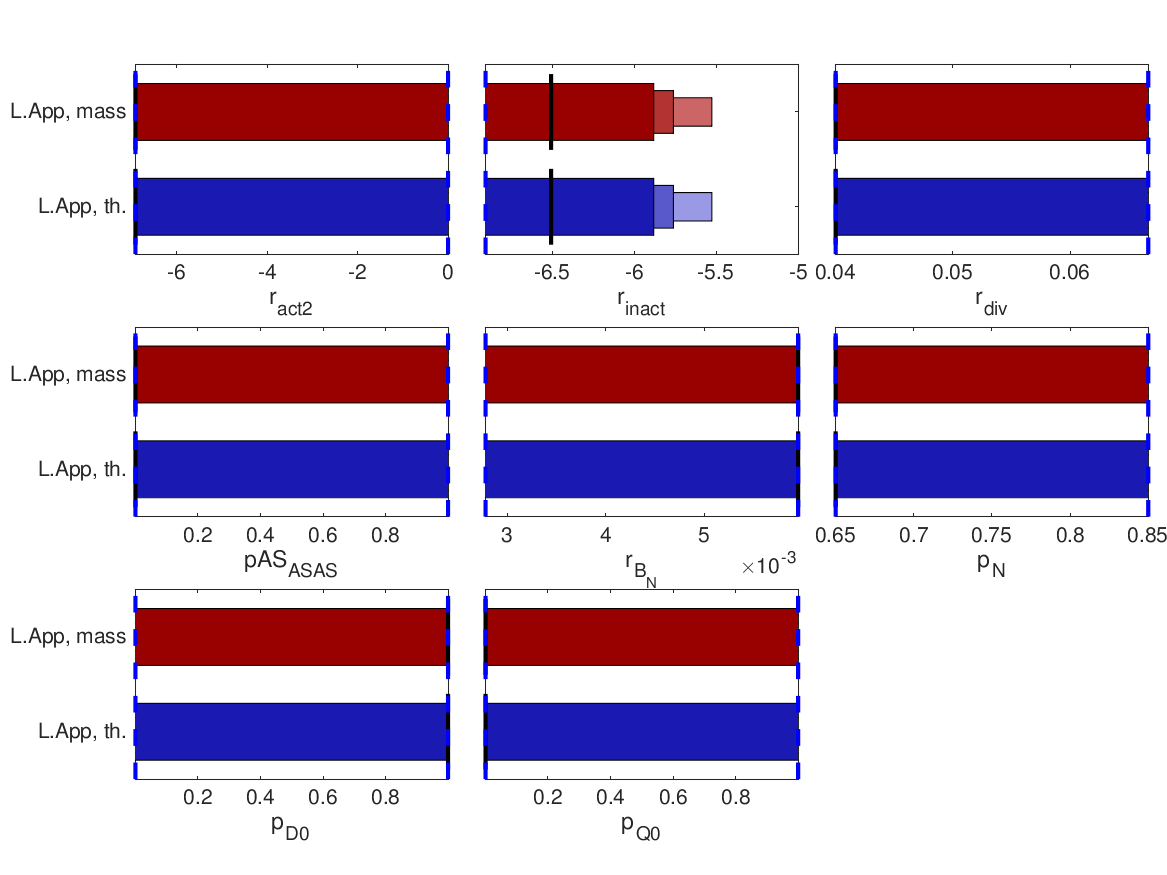 L.App, mass
L.App, th.
-6 -4 -2 0
r_act2
-6.5 -6 -5.5 -5
r_inact
0.04 0.05 0.06
r_div
L.App, mass
L.App, th.
0.2 0.4 0.6 0.8
pAS_ASAS
3 4 5
×10^-3
r_B_N
0.65 0.7 0.75 0.8 0.85
p_N
L.App, mass
L.App, th.
0.2 0.4 0.6 0.8
p_D0
0.2 0.4 0.6 0.8
p_Q0